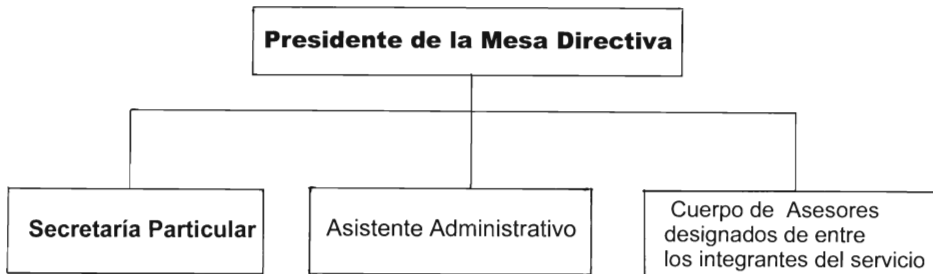 Presidente de la Mesa Directiva
Secretaría Particular
Asistente Administrativo
Cuerpo de Asesores
designados de entre
los integrantes del servicio